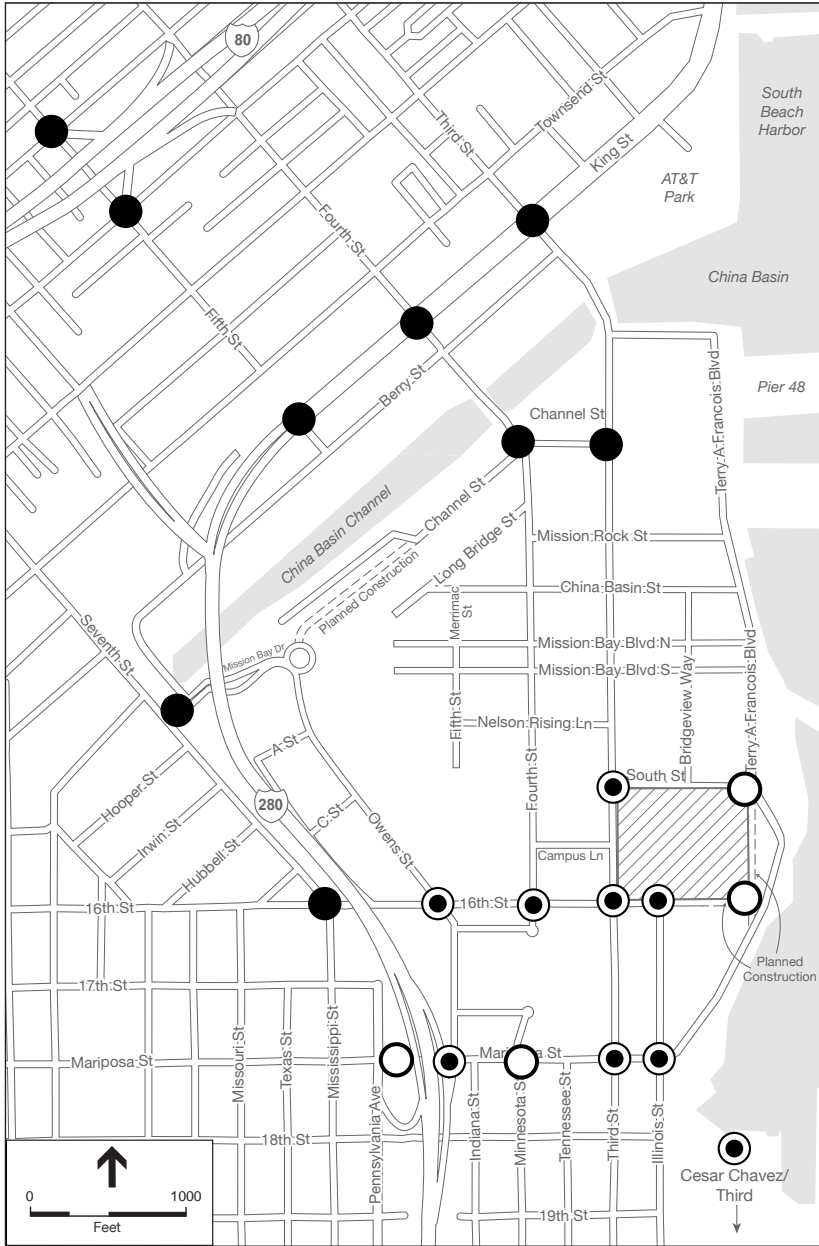 80
South
Beach
Harbor
Townsend St
Third St
King St
AT&T
Park
Fourth St
China Basin
Fifth St
Berry St
Pier 48
Channel St
Terry A Francois Blvd
China Basin Channel
Channel St
Long Bridge St
Mission Rock St
Planned Construction
China Basin St
Merrimac
St
Seventh St
Mission Bay Dr
Mission Bay Blvd N
Mission Bay Blvd S
Bridgeview Way
Terry A Francois Blvd
Fifth St
Nelson Rising Ln
A St
South St
Fourth St
Hooper St
280
C St
Owens St
Irwin St
Hubbell St
Campus Ln
16th St
16th St
Planned
Construction
17th St
Mariposa St
Missouri St
Texas St
Mississippi St
Pennsylvania Ave
Indiana St
Tennessee St
Third St
Illinois St
18th St
Cesar Chavez/
Third
19th St
0
1000
Feet